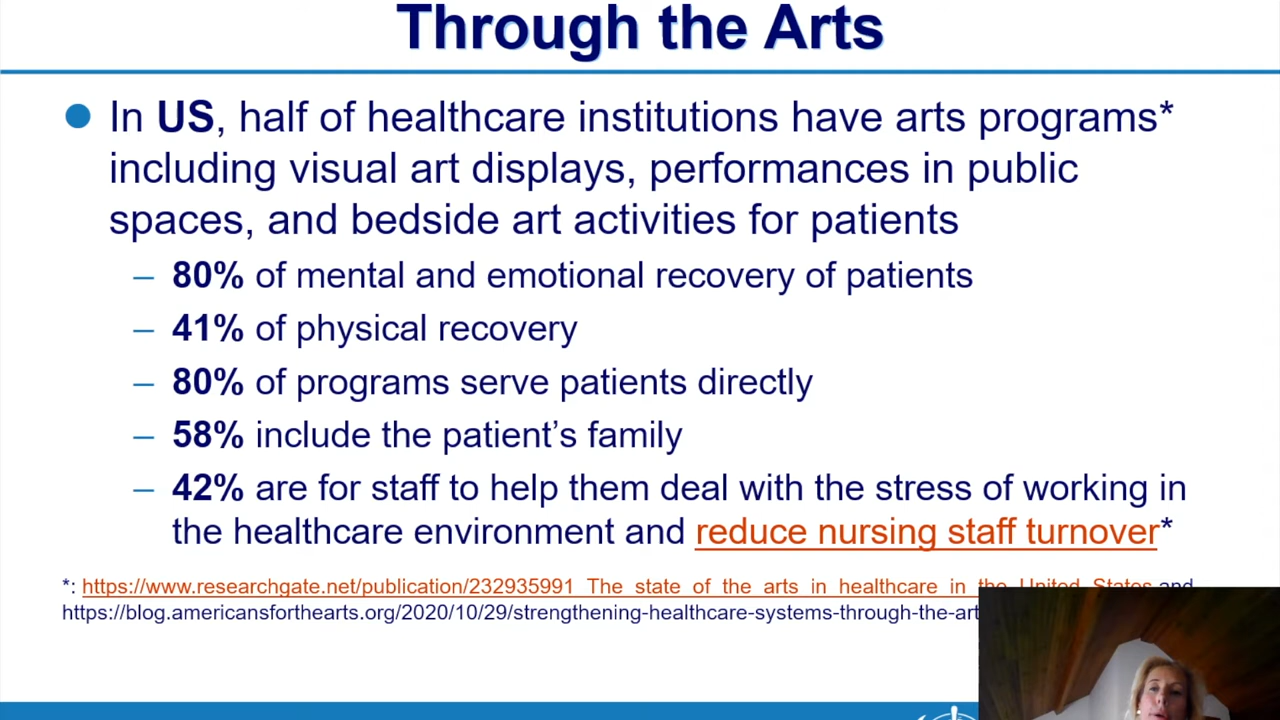 Through the Arts
In US, half of healthcare institutions have arts programs*
including visual art displays, performances in public
spaces, and bedside art activities for patients
– 80% of mental and emotional recovery of patients
– 41% of physical recovery
– 80% of programs serve patients directly
– 58% include the patient's family
– 42% are for staff to help them deal with the stress of working in
the healthcare environment and reduce nursing staff turnover*
*: https://www.researchgate.net/publication/232935991_The_state_of_the_arts_in_healthcare_in_the_United_States and
https://blog.americansforthearts.org/2020/10/29/strengthening-healthcare-systems-through-the-art